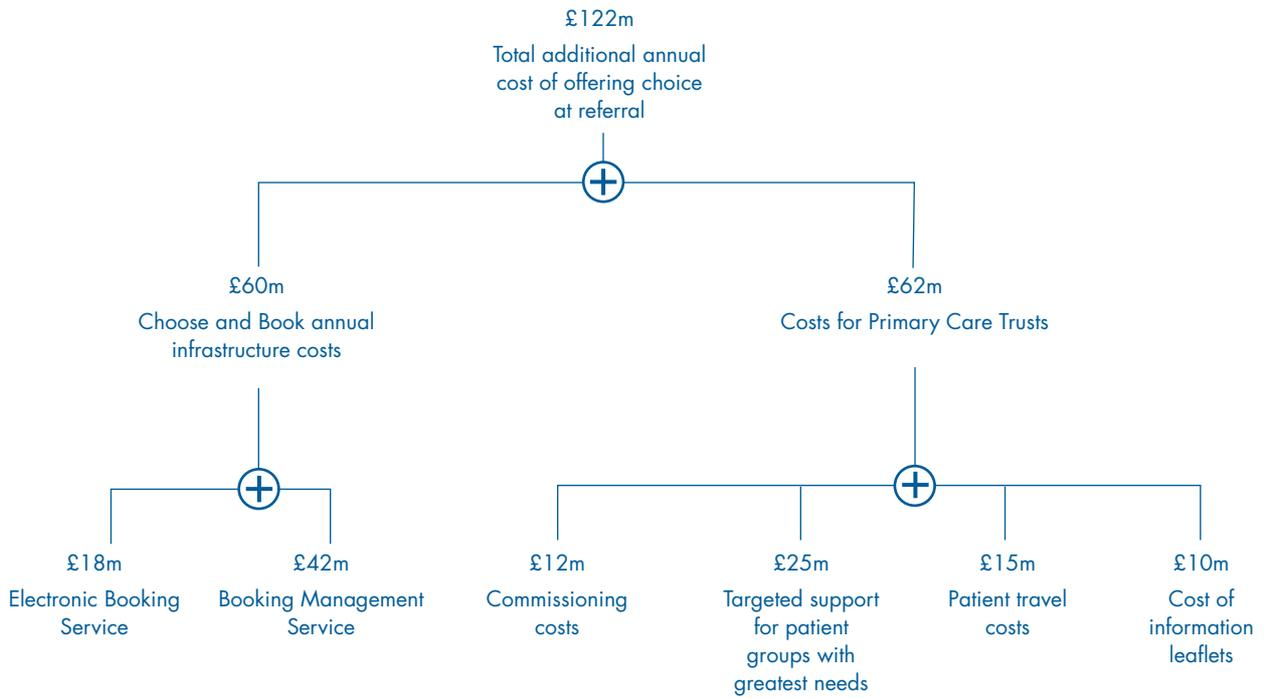 £122m
Total additional annual
cost of offering choice
at referral
£60m
Choose and Book annual
infrastructure costs
£62m
Costs for Primary Care Trusts
£18m
Electronic Booking
Service
£42m
Booking Management
Service
£12m
Commissioning
costs
£25m
Targeted support
for patient
groups with
greatest needs
£15m
Patient travel
costs
£10m
Cost of
information
leaflets